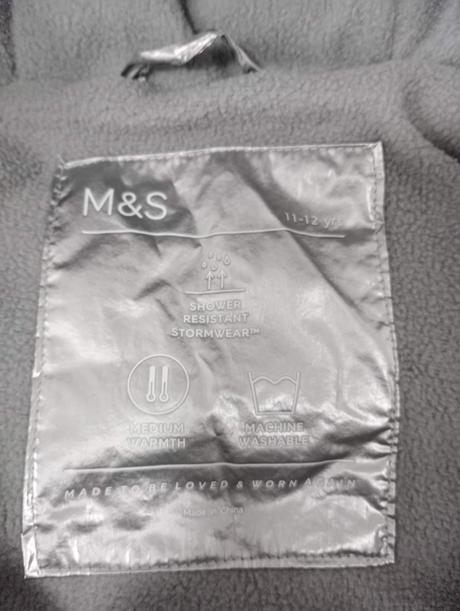 M&S
11-12 yrs
SHOWER
RESISTANT
STORMWEAR™
MEDIUM
WARMTH
MACHINE
WASHABLE
MADE TO BE LOVED & WORN AGAIN
Made in China